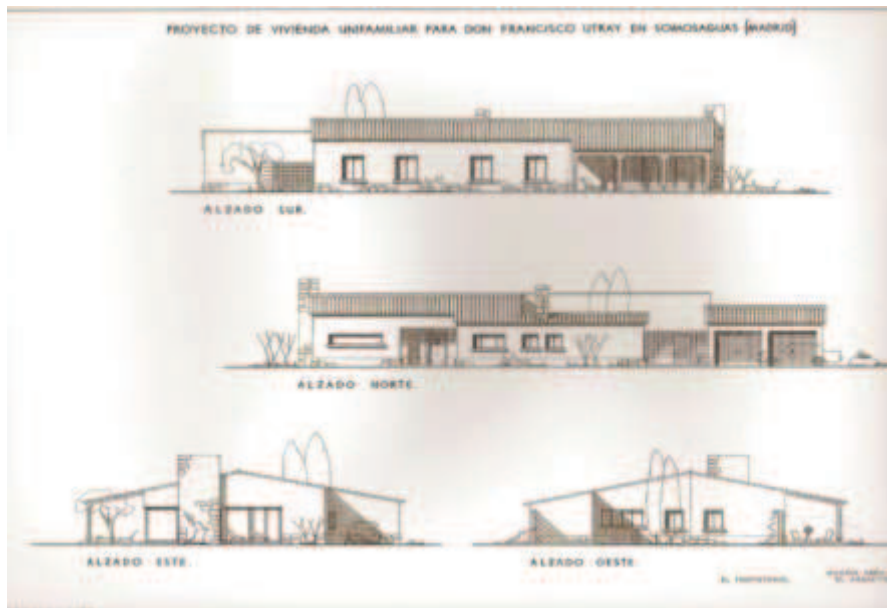 PROYECTO DE VIVIENDA UNIFAMILIAR PARA DON FRANCISCO UTRAY EN SOMOSAGUAS (MADRID)
ALZADO SUR.
ALZADO NORTE.
ALZADO ESTE.
ALZADO OESTE.
EL PROPIETARIO,